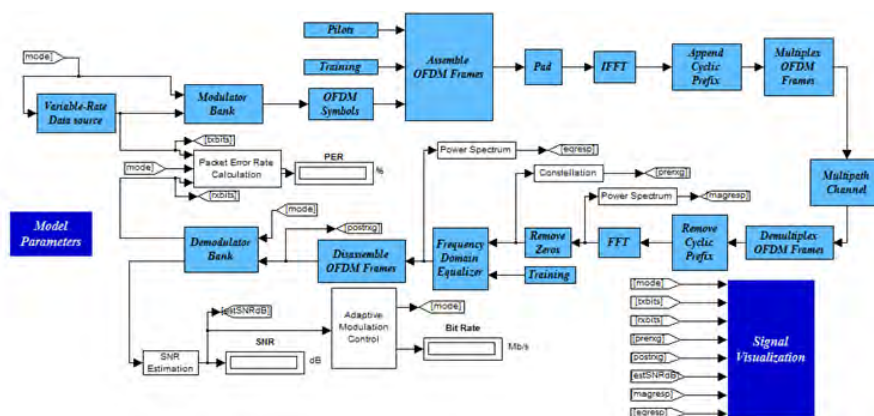 Pilots
Training
Assemble
OFDM Frames
Pad
IFFT
Append
Cyclic
Prefix
Multiplex
OFDM
Frames
[mode]
Variable-Rate
Data source
Modulator
Bank
OFDM
Symbols
[txbits]
[mode]
[rxbits]
Packet Error Rate
Calculation
PER
%
Power Spectrum
[eqresp]
Constellation
[prerxg]
Power Spectrum
[magresp]
Multipath
Channel
Model
Parameters
[mode]
[postrxg]
Demodulator
Bank
Disassemble
OFDM Frames
Frequency
Domain
Equalizer
Remove
Zeros
FFT
Remove
Cyclic
Prefix
Demultiplex
OFDM Frames
Training
[estSNRdB]
SNR
Estimation
SNR
dB
Adaptive
Modulation
Control
[mode]
Bit Rate
Mb/s
[mode]
[txbits]
[rxbits]
[prerxg]
[postrxg]
[estSNRdB]
[magresp]
[eqresp]
Signal
Visualization